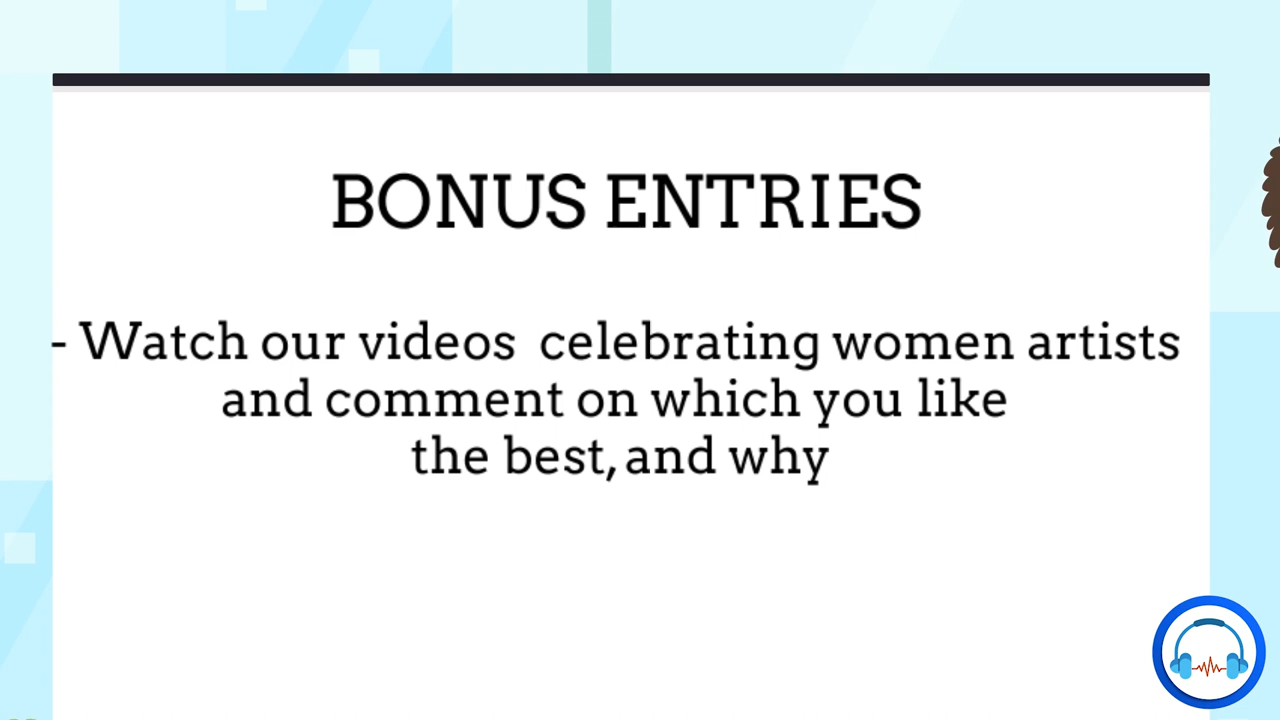 BONUS ENTRIES
- Watch our videos  celebrating women artists
and comment on which you like
the best, and why